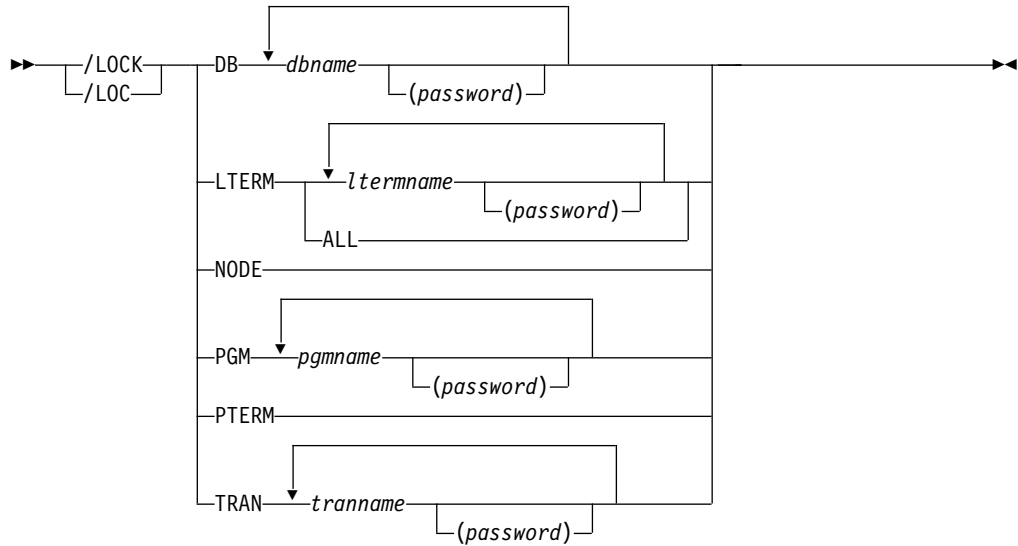 /LOCK DB dbname
/LOC (password)
LTERM ltermname
(password)
ALL
NODE
PGM pgmname
(password)
PTERM
TRAN tranname
(password)